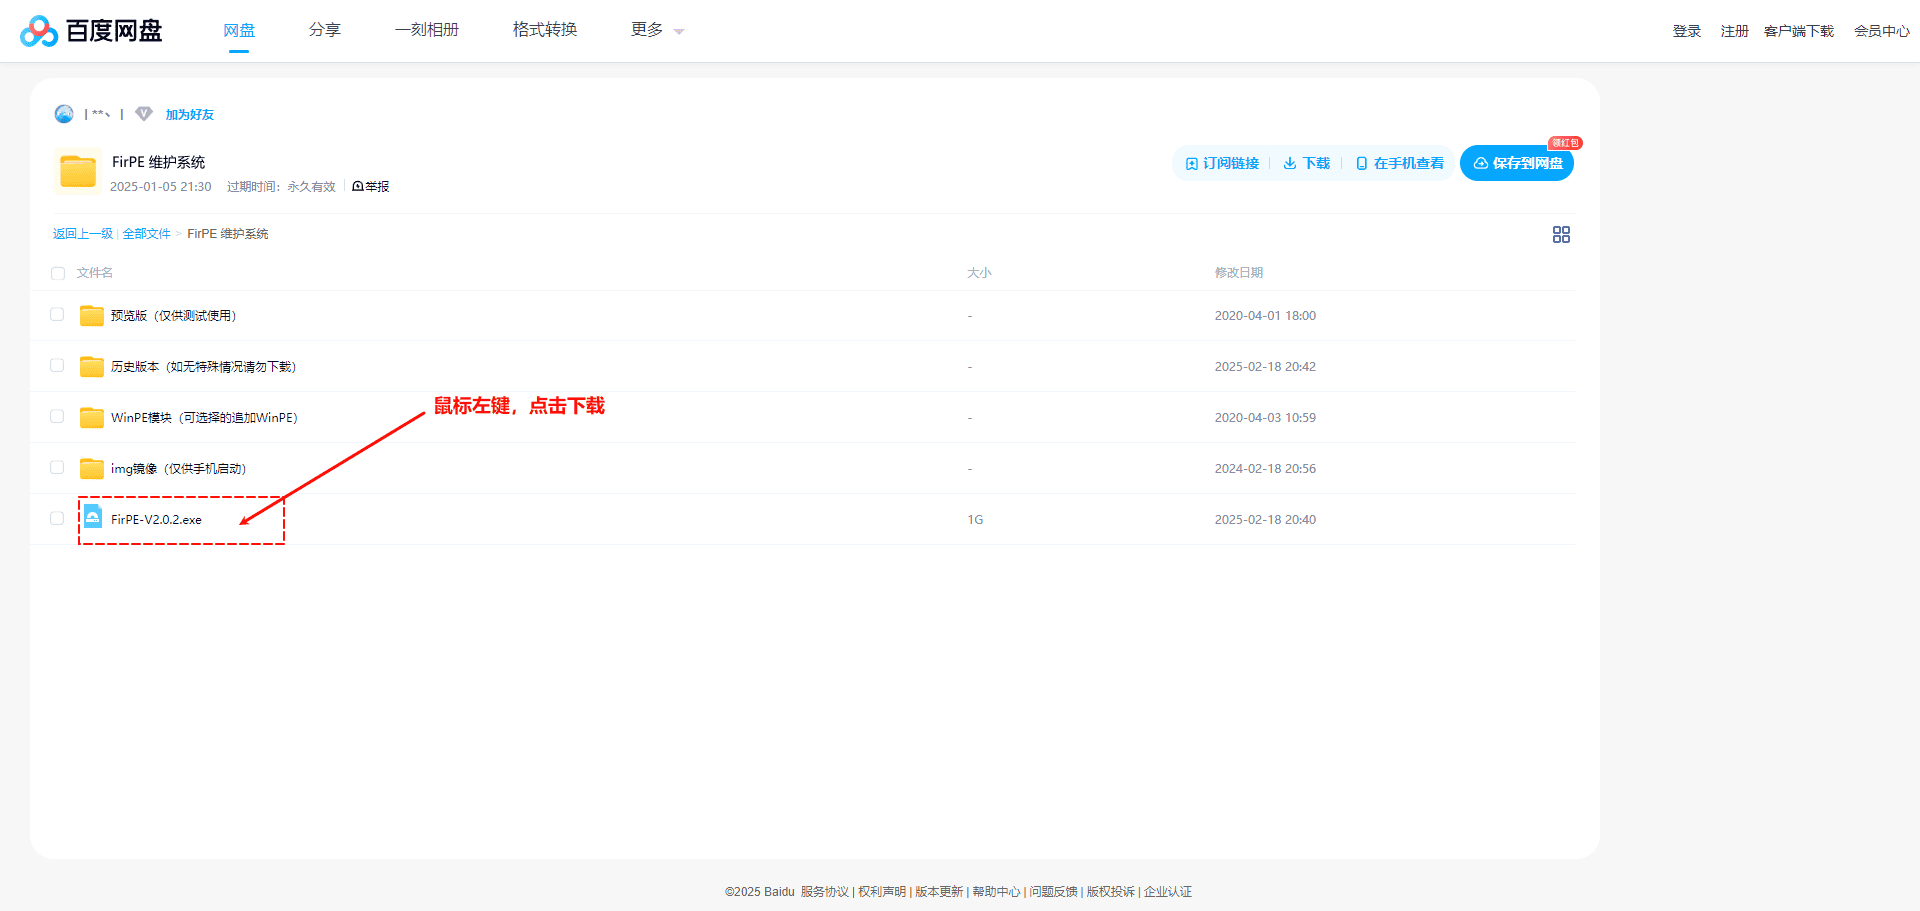 百度网盘 网盘 分享 一刻相册 格式转换 更多 登录 注册 客户端下载 会员中心
| **、 | 加为好友
FirPE 维护系统
2025-01-05 21:30 过期时间：永久有效 举报
订阅链接 下载 在手机查看 保存到网盘 领红包
返回上一级 | 全部文件 > FirPE 维护系统
文件名 大小 修改日期
预览版（仅供测试使用） - 2020-04-01 18:00
历史版本（如无特殊情况请勿下载） - 2025-02-18 20:42
鼠标左键，点击下载
WinPE模块（可选择的追加WinPE） - 2020-04-03 10:59
img镜像（仅供手机启动） - 2024-02-18 20:56
FirPE-V2.0.2.exe 1G 2025-02-18 20:40
©2025 Baidu 服务协议 | 权利声明 | 版本更新 | 帮助中心 | 问题反馈 | 版权投诉 | 企业认证